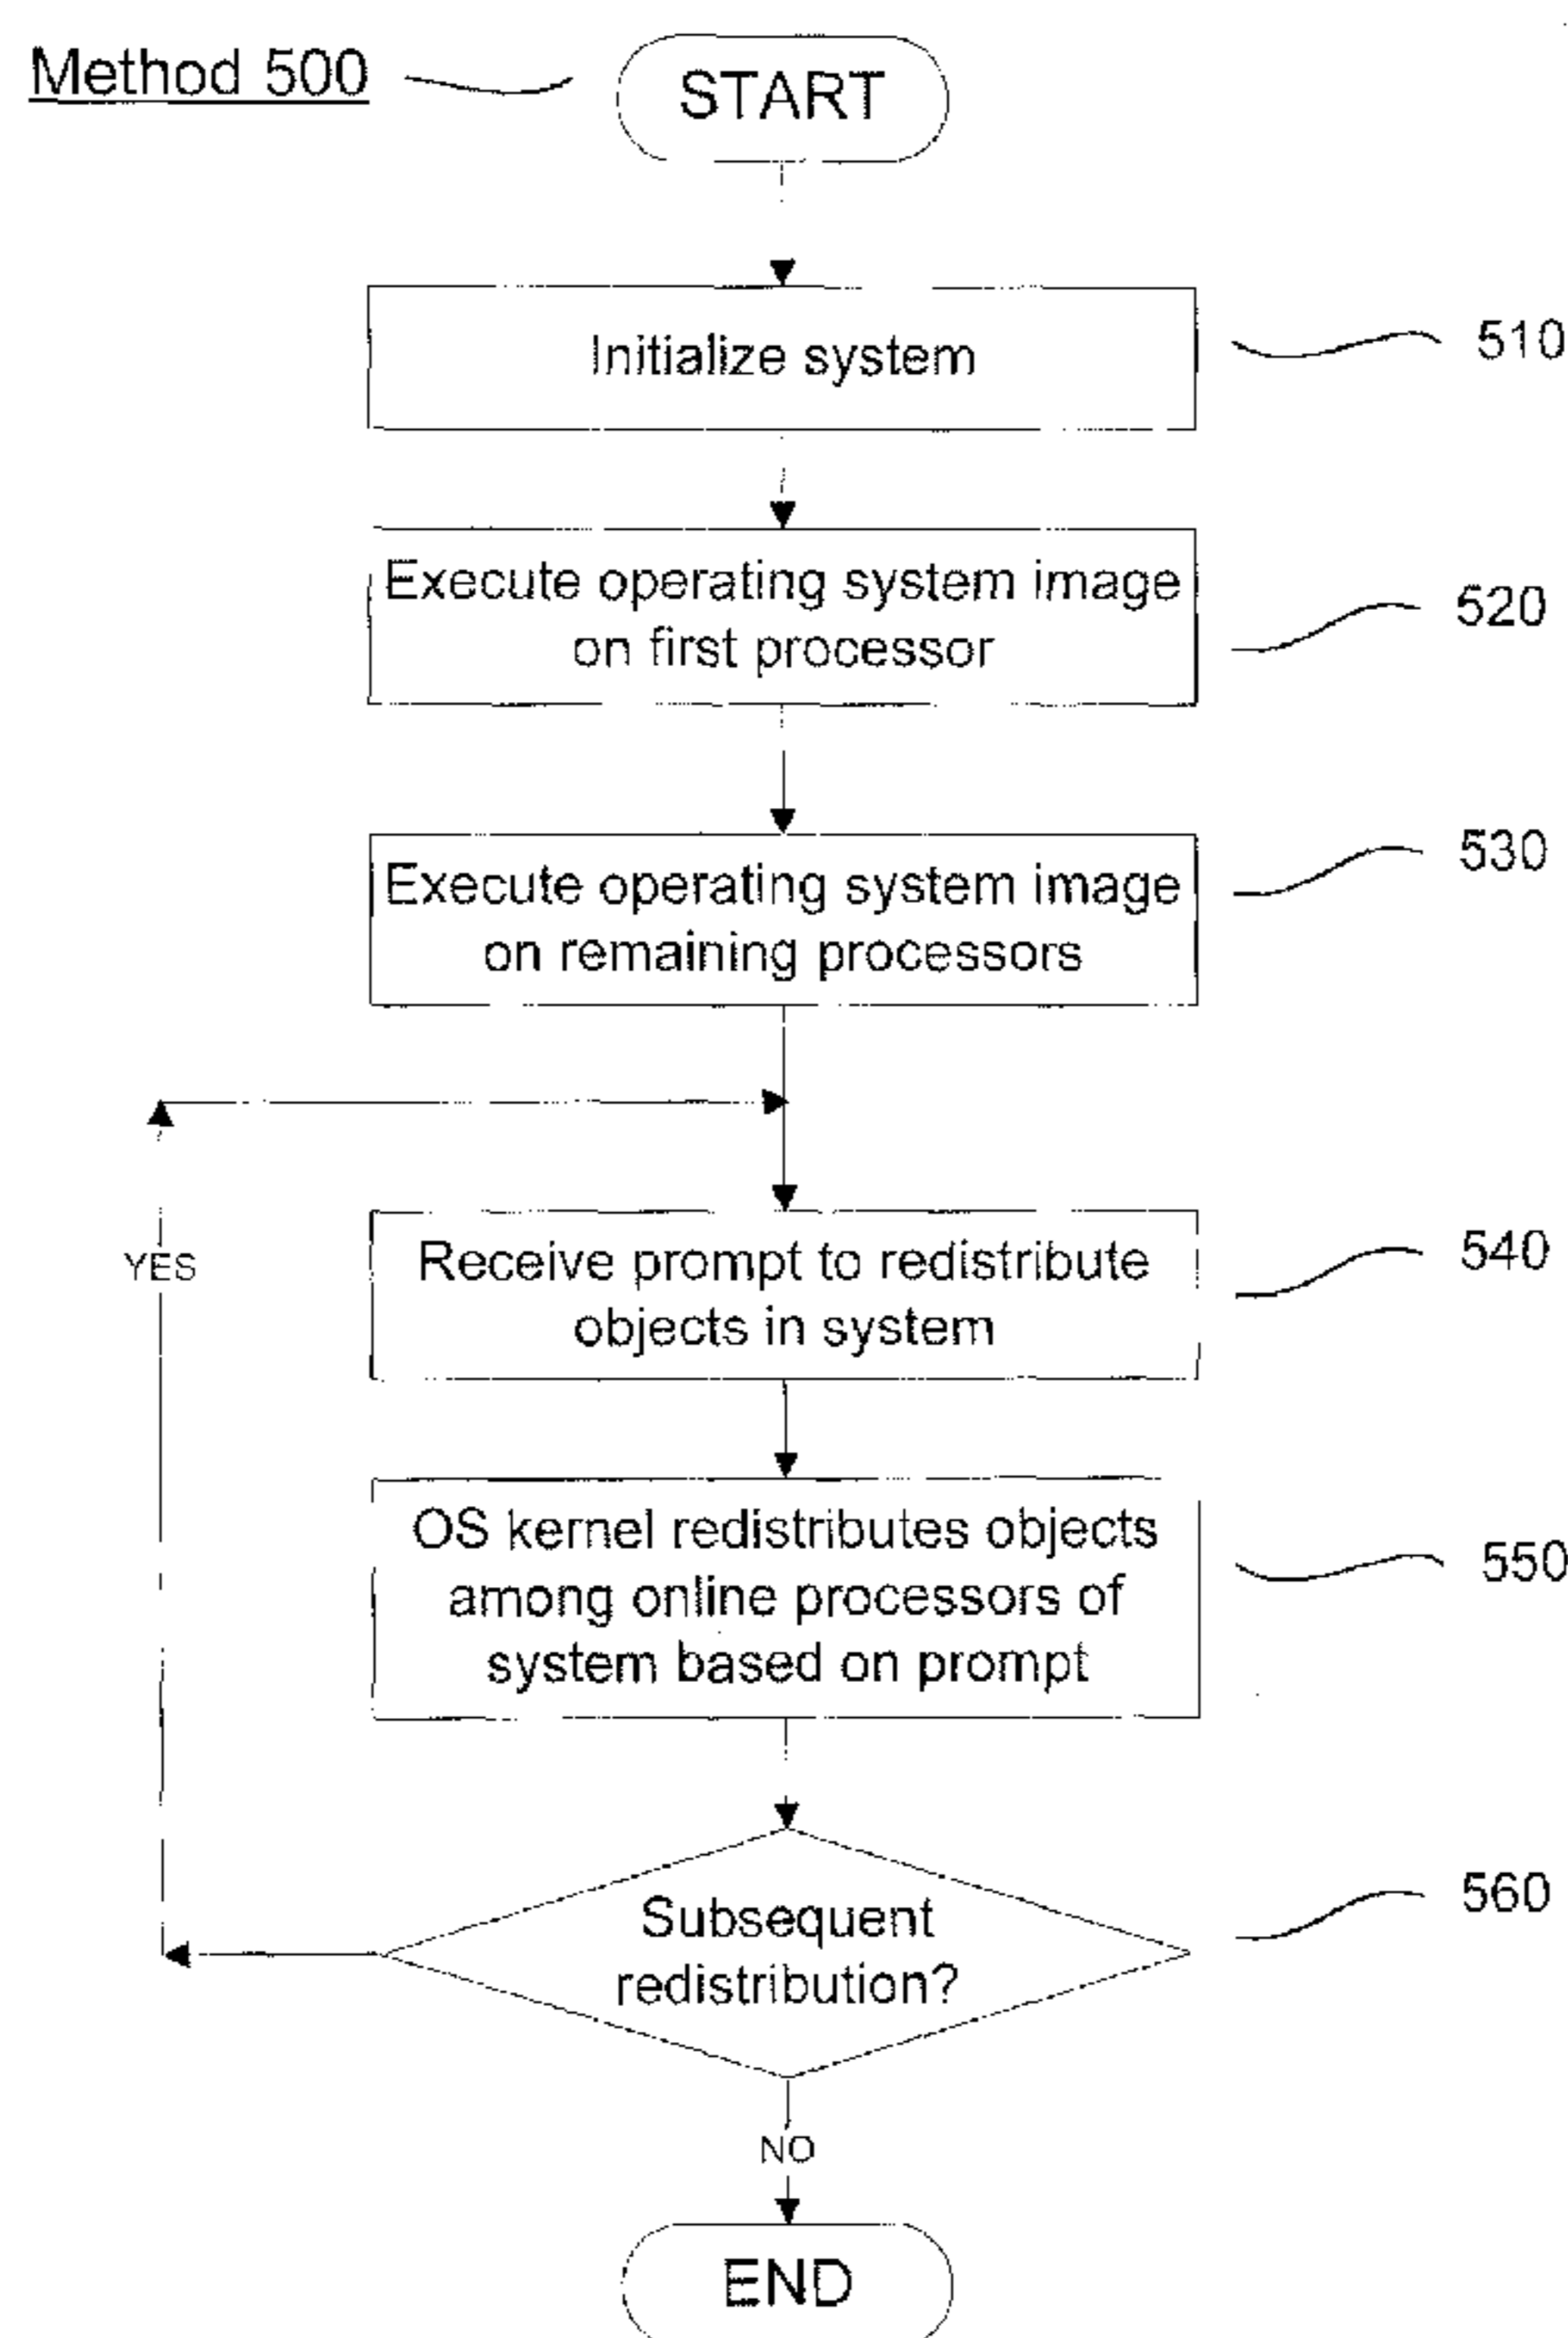 Method 500
START
Initialize system
510
Execute operating system image
on first processor
520
Execute operating system image
on remaining processors
530
YES
Receive prompt to redistribute
objects in system
540
OS kernel redistributes objects
among online processors of
system based on prompt
550
Subsequent
redistribution?
560
NO
END